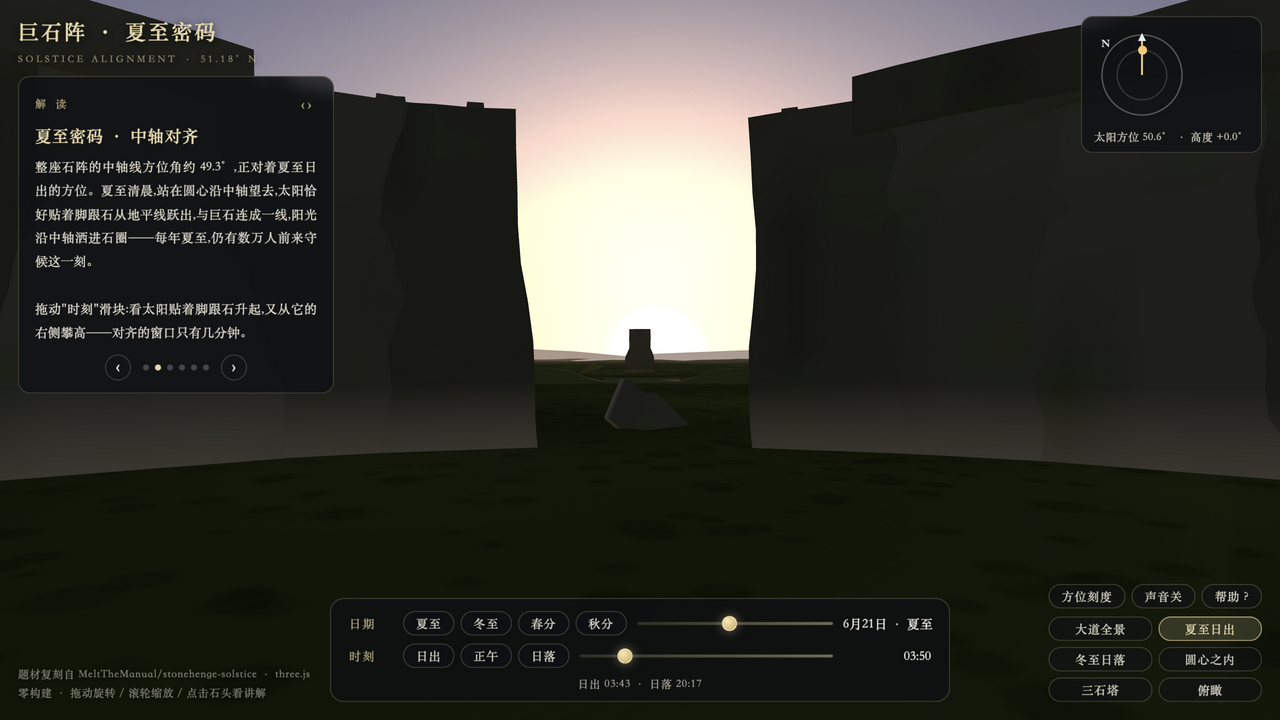 巨石阵 · 夏至密码
SOLSTICE ALIGNMENT · 51.18° N
解 读
‹ ›
夏至密码 · 中轴对齐
整座石阵的中轴线方位角约 49.3° ,正对着夏至日
出的方位。夏至清晨,站在圆心沿中轴望去,太阳恰
好贴着脚跟石从地平线跃出,与巨石连成一线,阳光
沿中轴洒进石圈——每年夏至,仍有数万人前来守
候这一刻。
拖动"时刻"滑块:看太阳贴着脚跟石升起,又从它的
右侧攀高——对齐的窗口只有几分钟。
‹ ›
N
太阳方位 50.6° · 高度 +0.0°
日期 夏至 冬至 春分 秋分 6月21日 · 夏至
时刻 日出 正午 日落 03:50
日出 03:43 · 日落 20:17
方位刻度 声音关 帮助 ?
大道全景 夏至日出
冬至日落 圆心之内
三石塔 俯瞰
题材复刻自 MeltTheManual/stonehenge-solstice · three.js
零构建 · 拖动旋转 / 滚轮缩放 / 点击石头看讲解